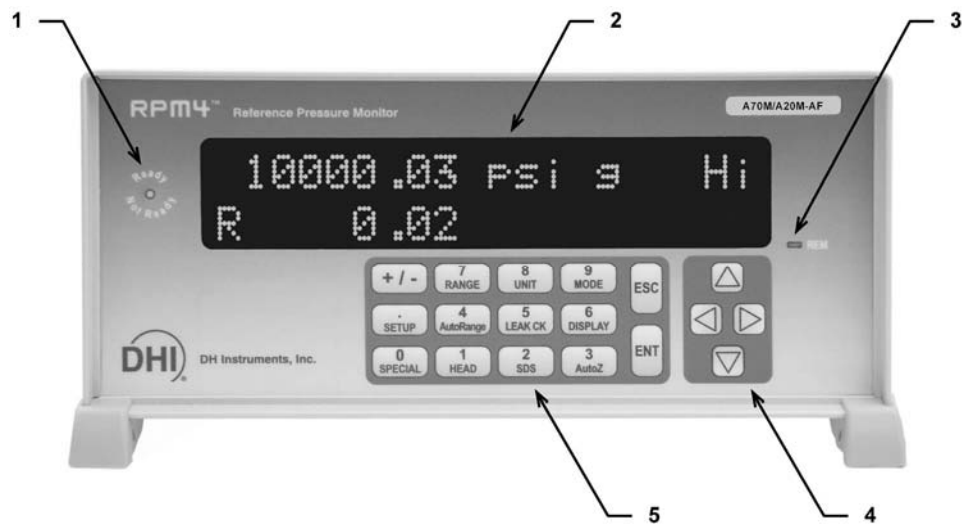 1
2
3
RPM4™ Reference Pressure Monitor
A70M/A20M-AF
Ready
Not Ready
10000.03 psi g Hi
R 0.02
REM
+ / - 7 8 9
RANGE UNIT MODE ESC
. 4 5 6
SETUP AutoRange LEAK CK DISPLAY
0 1 2 3 ENT
SPECIAL HEAD SDS AutoZ
DHI® DH Instruments, Inc.
5
4